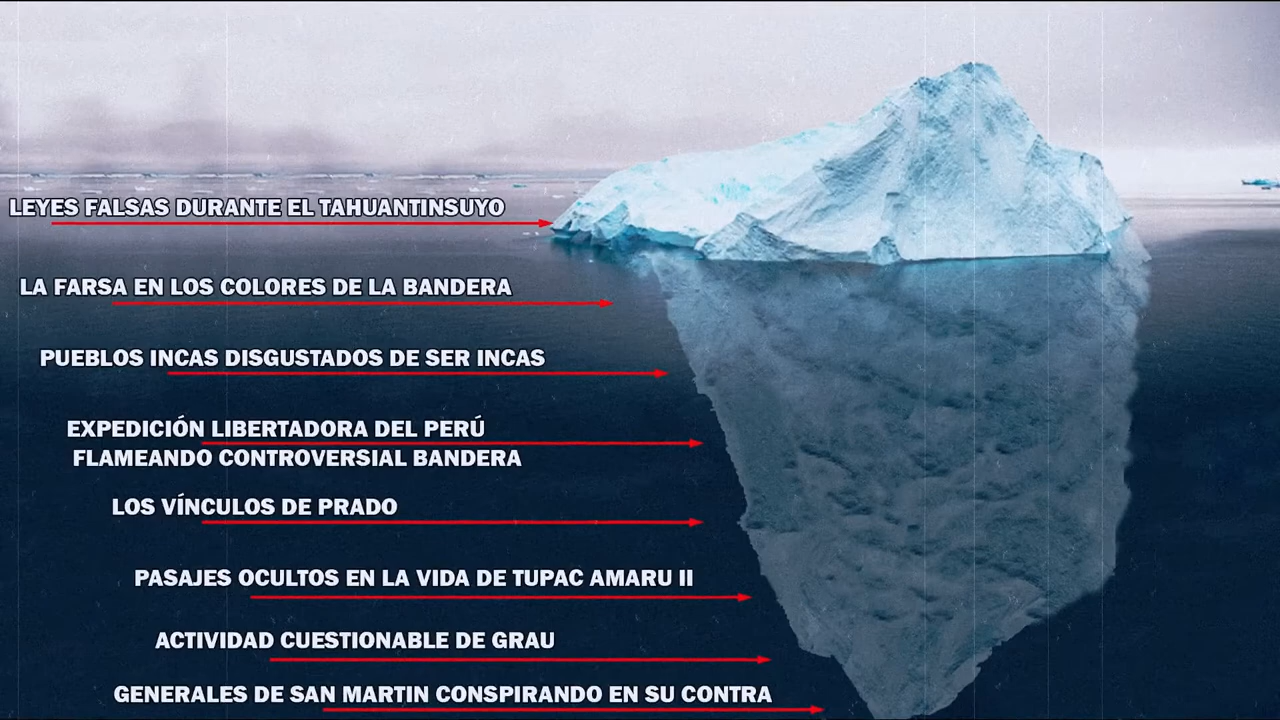 LEYES FALSAS DURANTE EL TAHUANTINSUYO
LA FARSA EN LOS COLORES DE LA BANDERA
PUEBLOS INCAS DISGUSTADOS DE SER INCAS
EXPEDICIÓN LIBERTADORA DEL PERÚ
FLAMEANDO CONTROVERSIAL BANDERA
LOS VÍNCULOS DE PRADO
PASAJES OCULTOS EN LA VIDA DE TUPAC AMARU II
ACTIVIDAD CUESTIONABLE DE GRAU
GENERALES DE SAN MARTIN CONSPIRANDO EN SU CONTRA